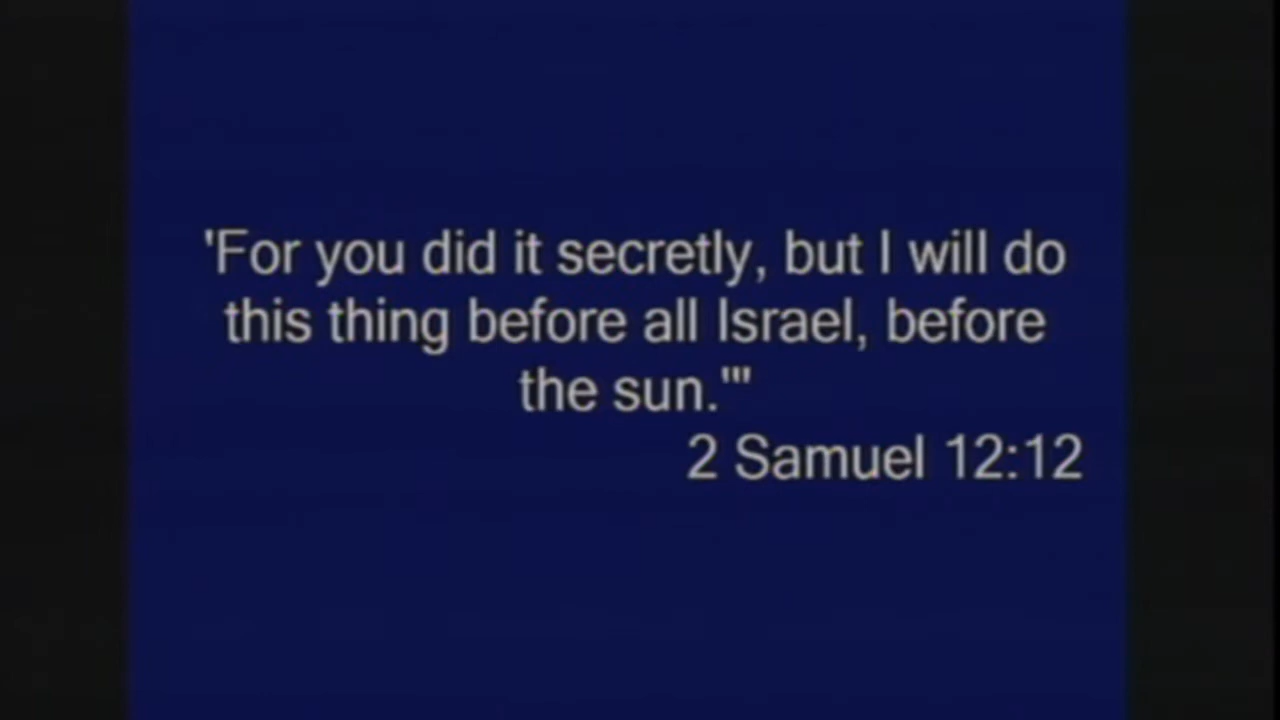 'For you did it secretly, but I will do
this thing before all Israel, before
the sun.'"
2 Samuel 12:12